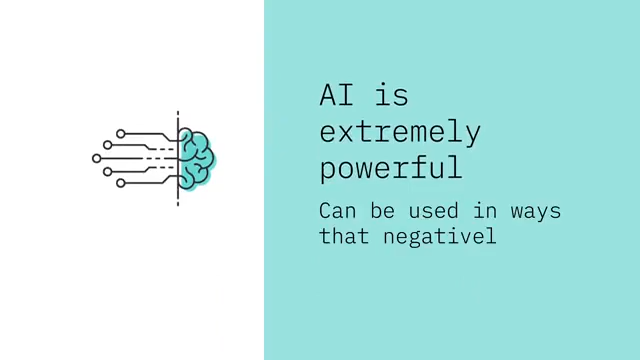 AI is
extremely
powerful
Can be used in ways
that negativel